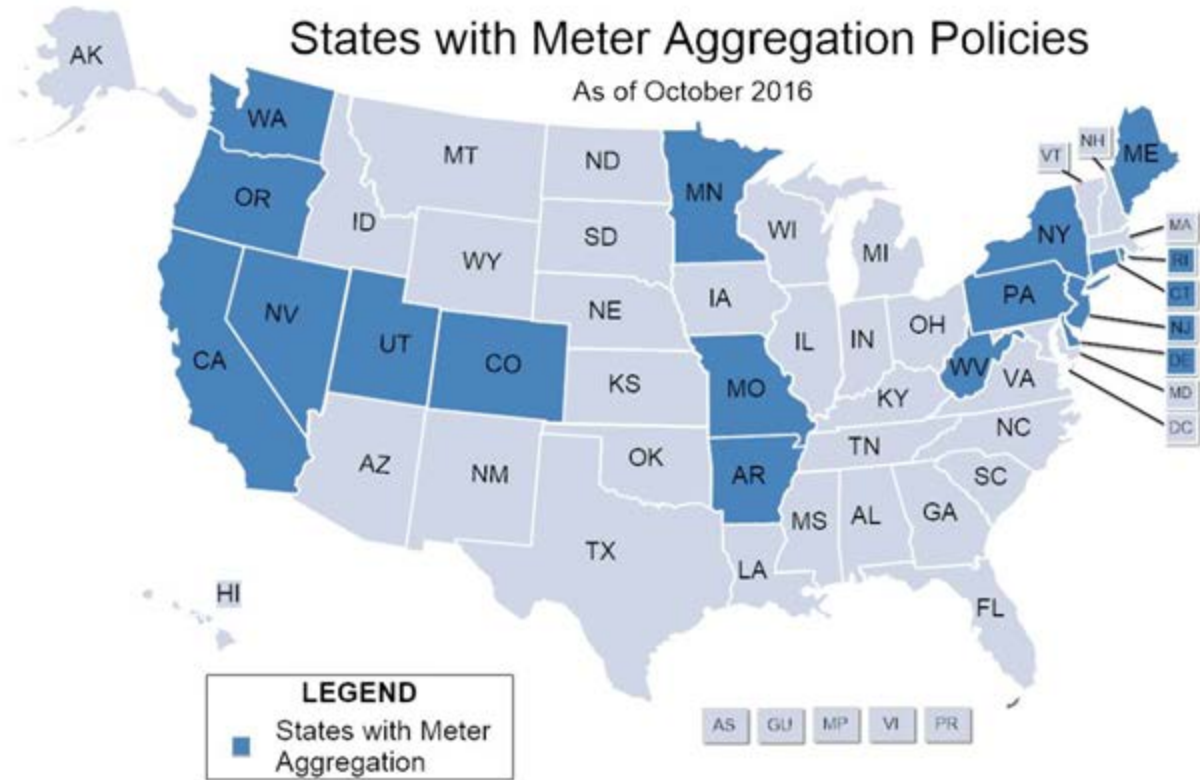 States with Meter Aggregation Policies
As of October 2016
AK
WA
MT
ND
MN
VT
NH
ME
OR
ID
SD
WI
MI
NY
MA
WY
RI
IA
PA
CT
NV
NE
IL
IN
OH
NJ
UT
CO
CA
KS
MO
WV
VA
DE
KY
MD
DC
AZ
NM
OK
AR
TN
NC
SC
MS
AL
GA
TX
LA
HI
FL
LEGEND
States with Meter
Aggregation
AS
GU
MP
VI
PR